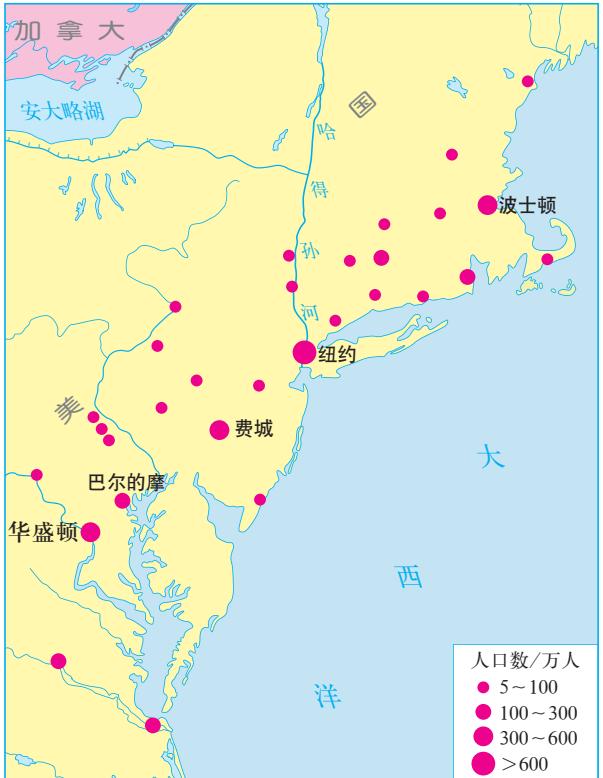 加拿大
安大略湖
国
哈得孙河
波士顿
纽约
美
费城
大
巴尔的摩
华盛顿
西
洋
人口数/万人
5～100
100～300
300～600
>600